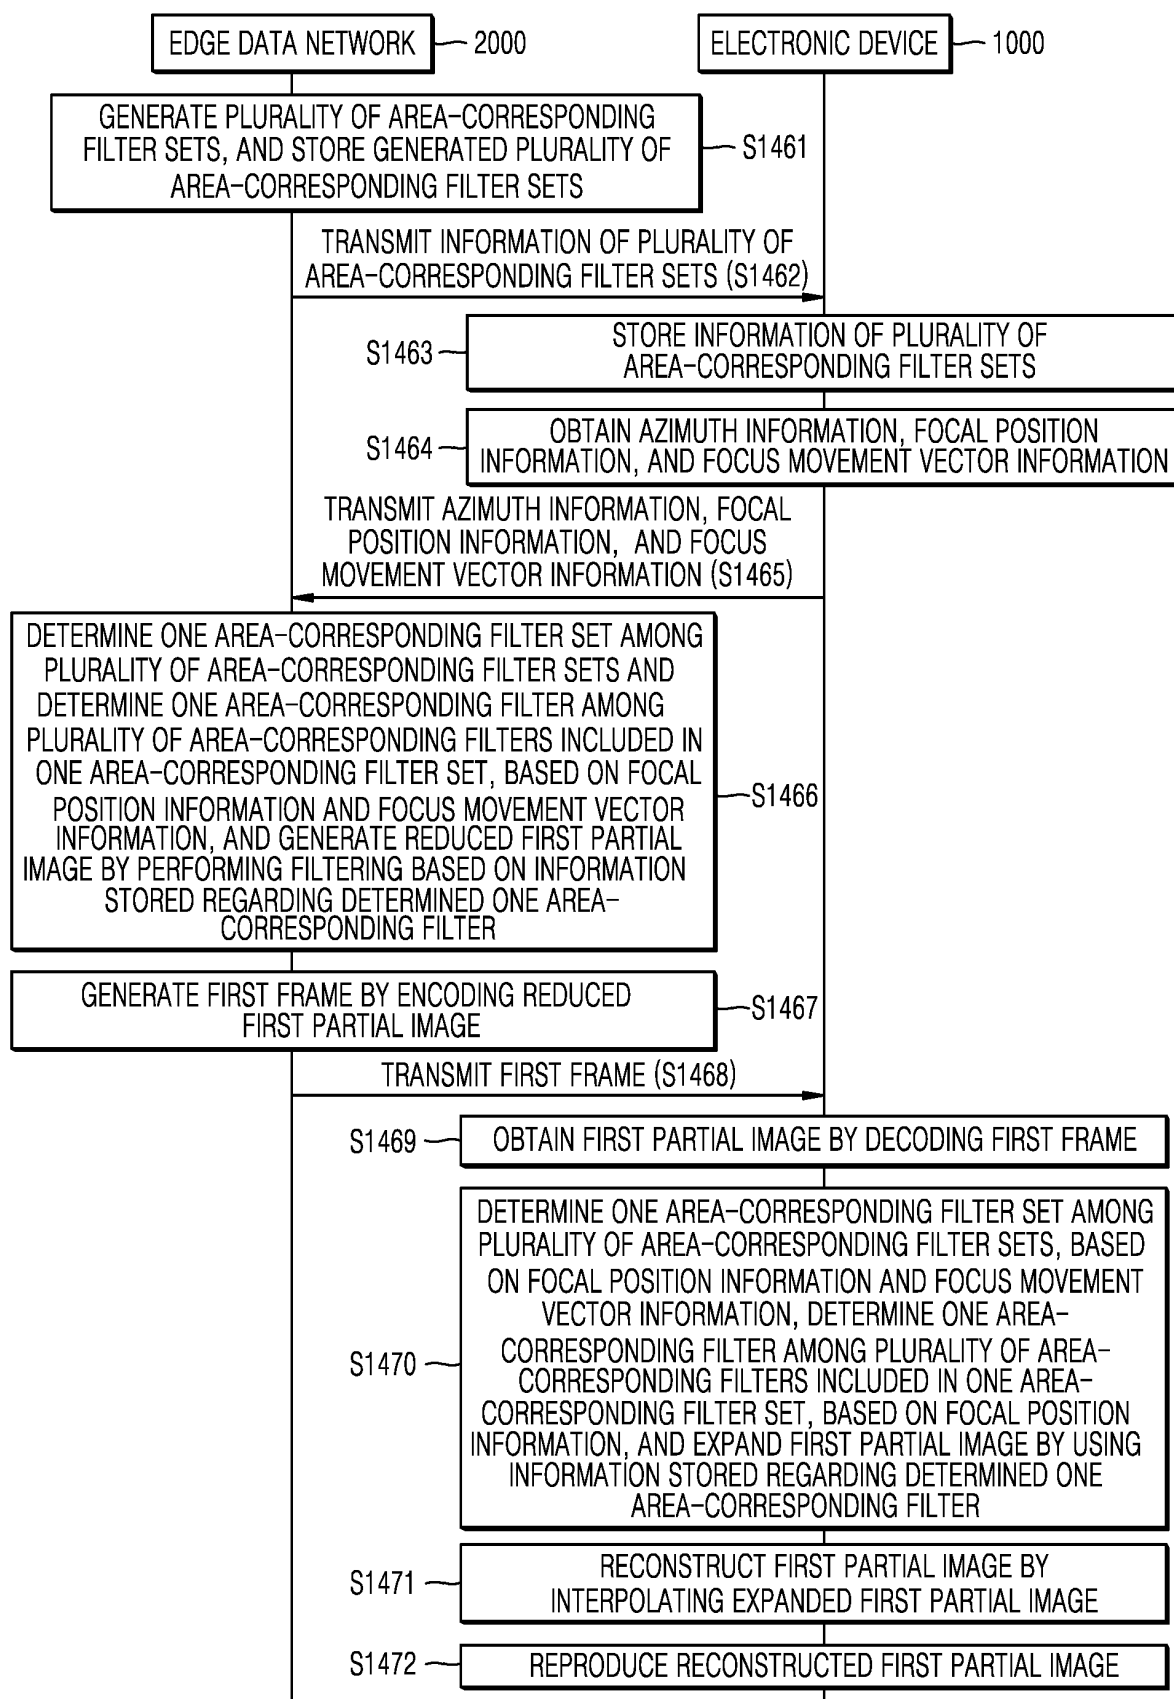 EDGE DATA NETWORK
2000
ELECTRONIC DEVICE
1000
GENERATE PLURALITY OF AREA-CORRESPONDING
FILTER SETS, AND STORE GENERATED PLURALITY OF
AREA-CORRESPONDING FILTER SETS
S1461
TRANSMIT INFORMATION OF PLURALITY OF
AREA-CORRESPONDING FILTER SETS (S1462)
S1463
STORE INFORMATION OF PLURALITY OF
AREA-CORRESPONDING FILTER SETS
S1464
OBTAIN AZIMUTH INFORMATION, FOCAL POSITION
INFORMATION, AND FOCUS MOVEMENT VECTOR INFORMATION
TRANSMIT AZIMUTH INFORMATION, FOCAL
POSITION INFORMATION, AND FOCUS
MOVEMENT VECTOR INFORMATION (S1465)
DETERMINE ONE AREA-CORRESPONDING FILTER SET AMONG
PLURALITY OF AREA-CORRESPONDING FILTER SETS AND
DETERMINE ONE AREA-CORRESPONDING FILTER AMONG
PLURALITY OF AREA-CORRESPONDING FILTERS INCLUDED IN
ONE AREA-CORRESPONDING FILTER SET, BASED ON FOCAL
POSITION INFORMATION AND FOCUS MOVEMENT VECTOR
INFORMATION, AND GENERATE REDUCED FIRST PARTIAL
IMAGE BY PERFORMING FILTERING BASED ON INFORMATION
STORED REGARDING DETERMINED ONE AREA-
CORRESPONDING FILTER
S1466
GENERATE FIRST FRAME BY ENCODING REDUCED
FIRST PARTIAL IMAGE
S1467
TRANSMIT FIRST FRAME (S1468)
S1469
OBTAIN FIRST PARTIAL IMAGE BY DECODING FIRST FRAME
S1470
DETERMINE ONE AREA-CORRESPONDING FILTER SET AMONG
PLURALITY OF AREA-CORRESPONDING FILTER SETS, BASED
ON FOCAL POSITION INFORMATION AND FOCUS MOVEMENT
VECTOR INFORMATION, DETERMINE ONE AREA-
CORRESPONDING FILTER AMONG PLURALITY OF AREA-
CORRESPONDING FILTERS INCLUDED IN ONE AREA-
CORRESPONDING FILTER SET, BASED ON FOCAL POSITION
INFORMATION, AND EXPAND FIRST PARTIAL IMAGE BY USING
INFORMATION STORED REGARDING DETERMINED ONE
AREA-CORRESPONDING FILTER
S1471
RECONSTRUCT FIRST PARTIAL IMAGE BY
INTERPOLATING EXPANDED FIRST PARTIAL IMAGE
S1472
REPRODUCE RECONSTRUCTED FIRST PARTIAL IMAGE